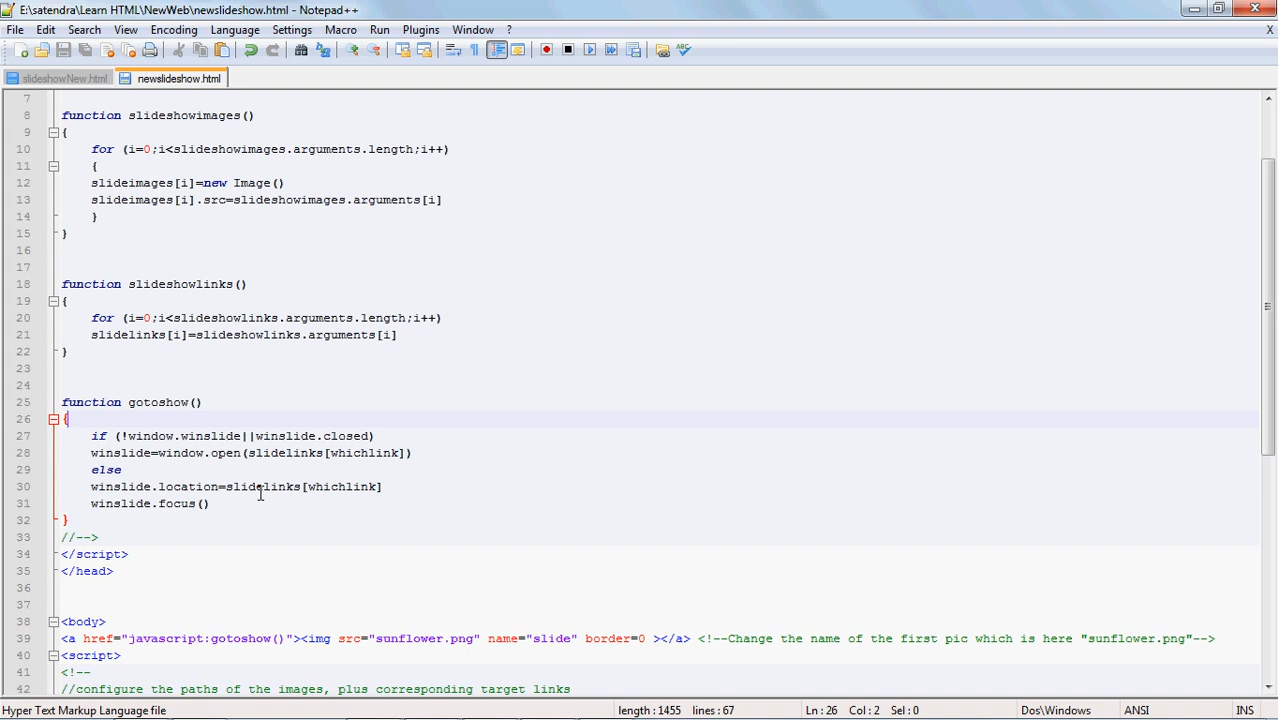 E:\satendra\Learn HTML\NewWeb\newslideshow.html - Notepad++
File Edit Search View Encoding Language Settings Macro Run Plugins Window ? X
slideshowNew.html newslideshow.html
7
8 function slideshowimages()
9 {
10 for (i=0;i<slideshowimages.arguments.length;i++)
11 {
12 slideimages[i]=new Image()
13 slideimages[i].src=slideshowimages.arguments[i]
14 }
15 }
16
17
18 function slideshowlinks()
19 {
20 for (i=0;i<slideshowlinks.arguments.length;i++)
21 slidelinks[i]=slideshowlinks.arguments[i]
22 }
23
24
25 function gotoshow()
26 {
27 if (!window.winslide||winslide.closed)
28 winslide=window.open(slidelinks[whichlink])
29 else
30 winslide.location=slidelinks[whichlink]
31 winslide.focus()
32 }
33 //-->
34 </script>
35 </head>
36
37
38 <body>
39 <a href="javascript:gotoshow()"><img src="sunflower.png" name="slide" border=0 ></a> <!--Change the name of the first pic which is here "sunflower.png"-->
40 <script>
41 <!--
42 //configure the paths of the images, plus corresponding target links
Hyper Text Markup Language file length : 1455 lines : 67 Ln : 26 Col : 2 Sel : 0 Dos\Windows ANSI INS